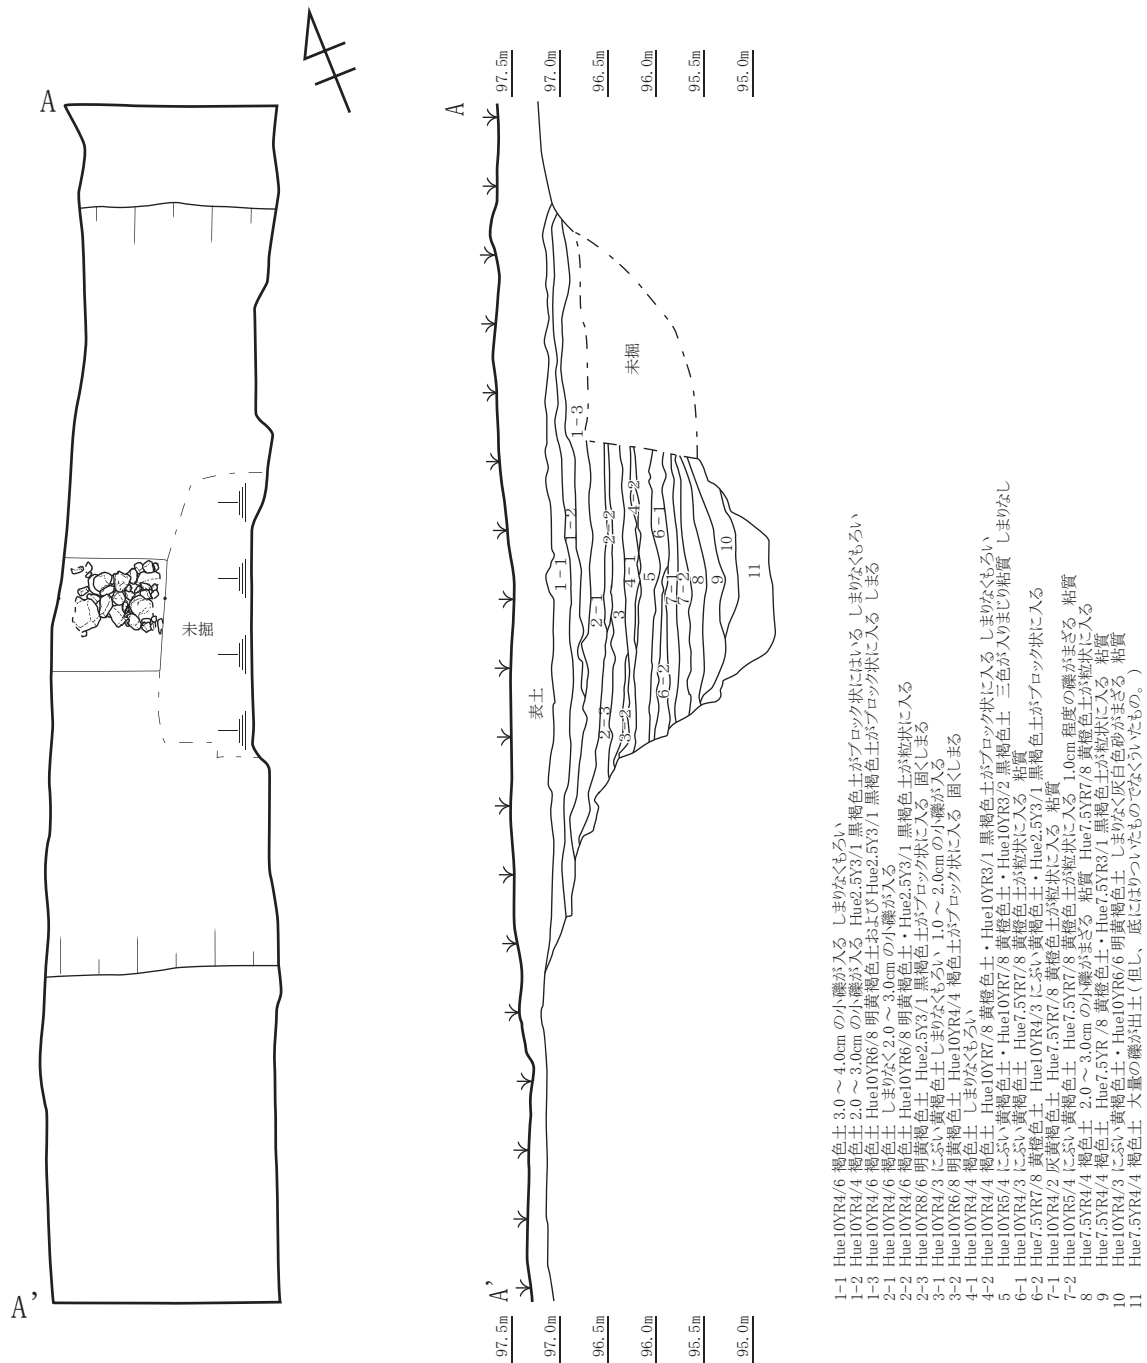 A
A'
未掘
97.5m
97.0m
96.5m
96.0m
95.5m
95.0m
A
表土
未掘
1-1
1-2
1-3
2-1
2-2
2-3
3
3-2
4-1
4-2
5
6-1
6-2
7-1
7-2
8
9
10
11
A'
97.5m
97.0m
96.5m
96.0m
95.5m
95.0m
1-1 Hue10YR4/6 褐色土 3.0～4.0cmの小礫が入る しまりなくもろい
1-2 Hue10YR4/4 褐色土 2.0～3.0cmの小礫が入る Hue2.5Y3/1 黒褐色土がブロック状にはいる しまりなくもろい
1-3 Hue10YR4/6 褐色土 Hue10YR6/8 明黄褐色土およびHue2.5Y3/1 黒褐色土がブロック状に入る しまる
2-1 Hue10YR4/6 褐色土 しまりなく2.0～3.0cmの小礫が入る
2-2 Hue10YR4/6 褐色土 Hue10YR6/8 明黄褐色土・Hue2.5Y3/1 黒褐色土が粒状に入る
2-3 Hue10YR8/6 明黄褐色土 Hue2.5Y3/1 黒褐色土がブロック状に入る 固くしまる
3-1 Hue10YR4/3 にぶい黄褐色土 しまりなくもろい 1.0～2.0cmの小礫が入る
3-2 Hue10YR6/8 明黄褐色土 Hue10YR4/4 褐色土がブロック状に入る 固くしまる
4-1 Hue10YR4/4 褐色土 しまりなくもろい
4-2 Hue10YR4/4 褐色土 Hue10YR7/8 黄橙色土・Hue10YR3/1 黒褐色土がブロック状に入る しまりなくもろい
5 Hue10YR5/4 にぶい黄褐色土・Hue10YR7/8 黄橙色土・Hue10YR3/2 黒褐色土 三色が入りまじり粘質 しまりなし
6-1 Hue10YR4/3 にぶい黄褐色土 Hue7.5YR7/8 黄橙色土が粒状に入る 粘質
6-2 Hue7.5YR7/8 黄橙色土 Hue10YR4/3 にぶい黄褐色土・Hue2.5Y3/1 黒褐色土がブロック状に入る
7-1 Hue10YR4/2 灰黄褐色土 Hue7.5YR7/8 黄橙色土が粒状に入る 粘質
7-2 Hue10YR5/4 にぶい黄褐色土 Hue7.5YR7/8 黄橙色土が粒状に入る 1.0cm程度の礫がまざる 粘質
8 Hue7.5YR4/4 褐色土 2.0～3.0cmの小礫がまざる 粘質 Hue7.5YR7/8 黄橙色土が粒状に入る
9 Hue7.5YR4/4 褐色土 Hue7.5YR /8 黄橙色土・Hue7.5YR3/1 黒褐色土が粒状に入る 粘質
10 Hue10YR4/3 にぶい黄褐色土・Hue10YR6/6 明黄褐色土 しまりなく灰白色砂がまざる 粘質
11 Hue7.5YR4/4 褐色土 大量の礫が出土(但し、底にはりついたものでなくういたもの。)